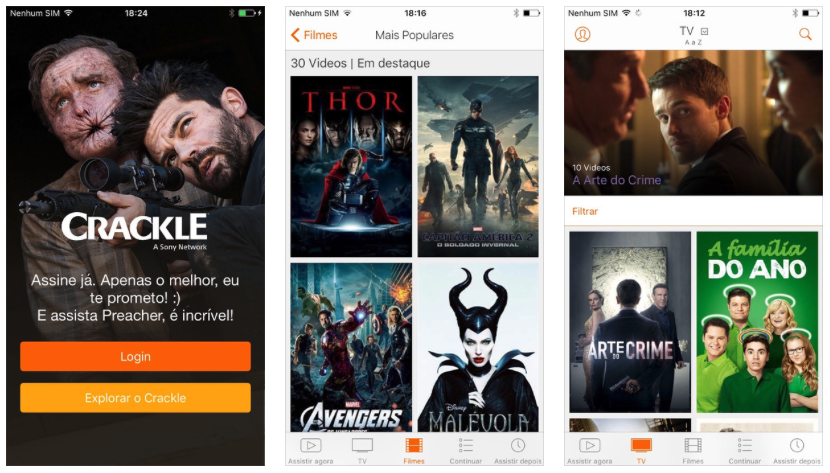 Nenhum SIM
18:24
CRACKLE
A Sony Network
Assine já. Apenas o melhor, eu
te prometo! :)
E assista Preacher, é incrível!
Login
Explorar o Crackle
Nenhum SIM
18:16
Filmes
Mais Populares
30 Videos | Em destaque
THOR
MARVEL
CAPITÃO AMÉRICA 2
O SOLDADO INVERNAL
MARVEL
AVENGERS
Disney
MALÉVOLA
Assistir agora
TV
Filmes
Continuar
Assistir depois
Nenhum SIM
18:12
TV
A a Z
10 Videos
A Arte do Crime
Filtrar
ARTE DO CRIME
A família
DO ANO
Assistir agora
TV
Filmes
Continuar
Assistir depois